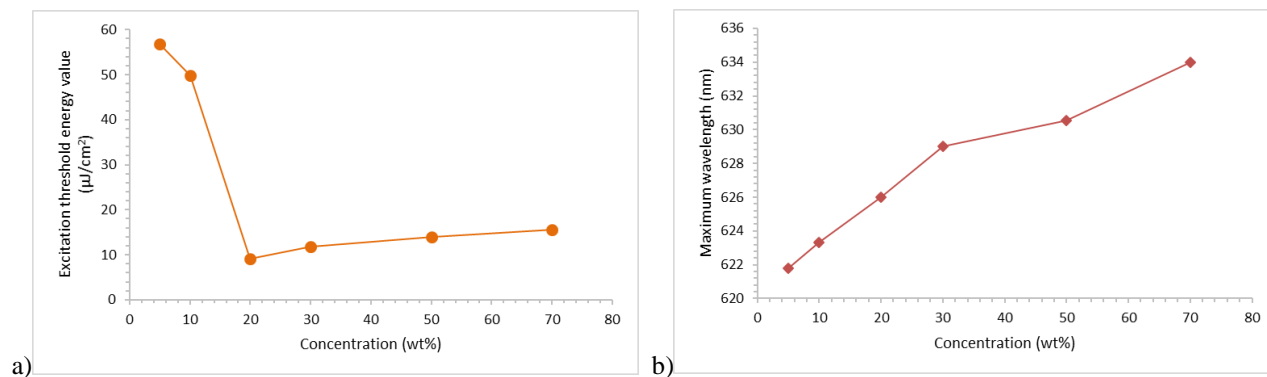 60
50
40
30
20
10
0
0 10 20 30 40 50 60 70 80
Excitation threshold energy value
(µJ/cm²)
Concentration (wt%)
a)
636
634
632
630
628
626
624
622
620
0 10 20 30 40 50 60 70 80
Maximum wavelength (nm)
Concentration (wt%)
b)